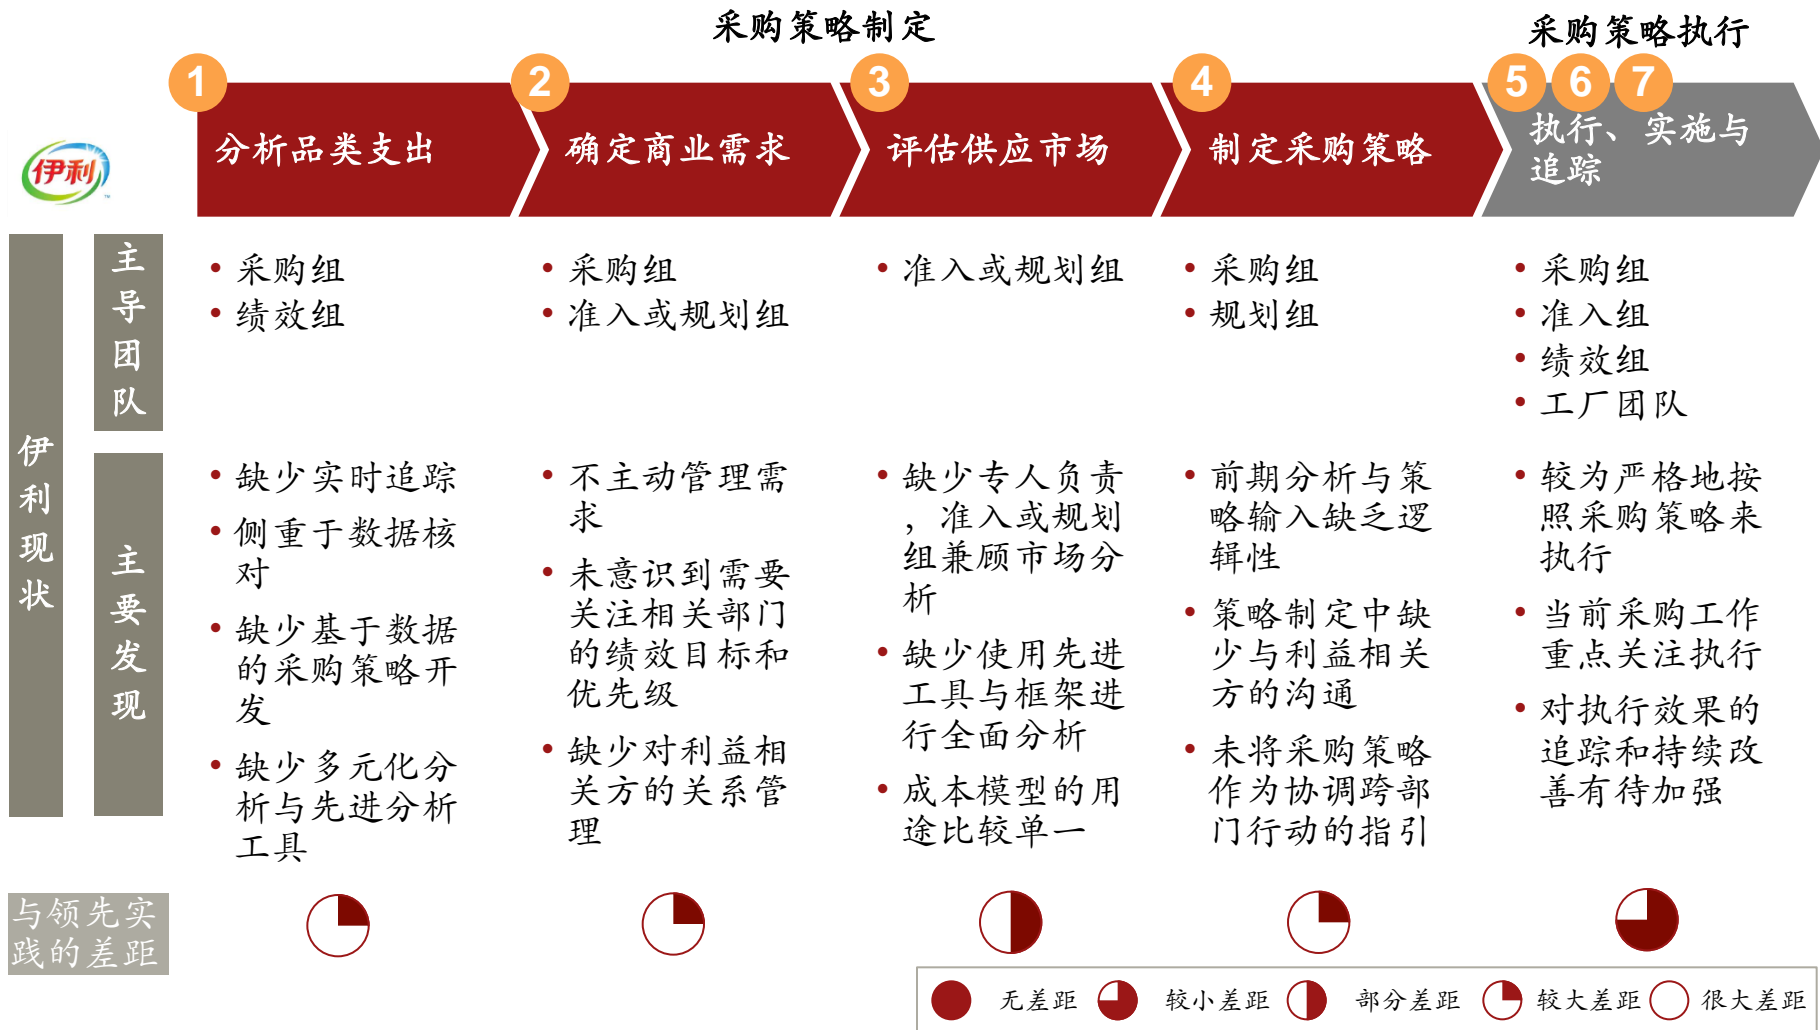 采购策略制定
采购策略执行
1
2
3
4
5 6 7
分析品类支出
确定商业需求
评估供应市场
制定采购策略
执行、实施与
追踪
伊利
TM
伊利现状
主导团队
• 采购组
• 绩效组
• 采购组
• 准入或规划组
• 准入或规划组
• 采购组
• 规划组
• 采购组
• 准入组
• 绩效组
• 工厂团队
主要发现
• 缺少实时追踪
• 侧重于数据核
对
• 缺少基于数据
的采购策略开
发
• 缺少多元化分
析与先进分析
工具
• 不主动管理需
求
• 未意识到需要
关注相关部门
的绩效目标和
优先级
• 缺少对利益相
关方的关系管
理
• 缺少专人负责
，准入或规划
组兼顾市场分
析
• 缺少使用先进
工具与框架进
行全面分析
• 成本模型的用
途比较单一
• 前期分析与策
略输入缺乏逻
辑性
• 策略制定中缺
少与利益相关
方的沟通
• 未将采购策略
作为协调跨部
门行动的指引
• 较为严格地按
照采购策略来
执行
• 当前采购工作
重点关注执行
• 对执行效果的
追踪和持续改
善有待加强
与领先实
践的差距
无差距
较小差距
部分差距
较大差距
很大差距